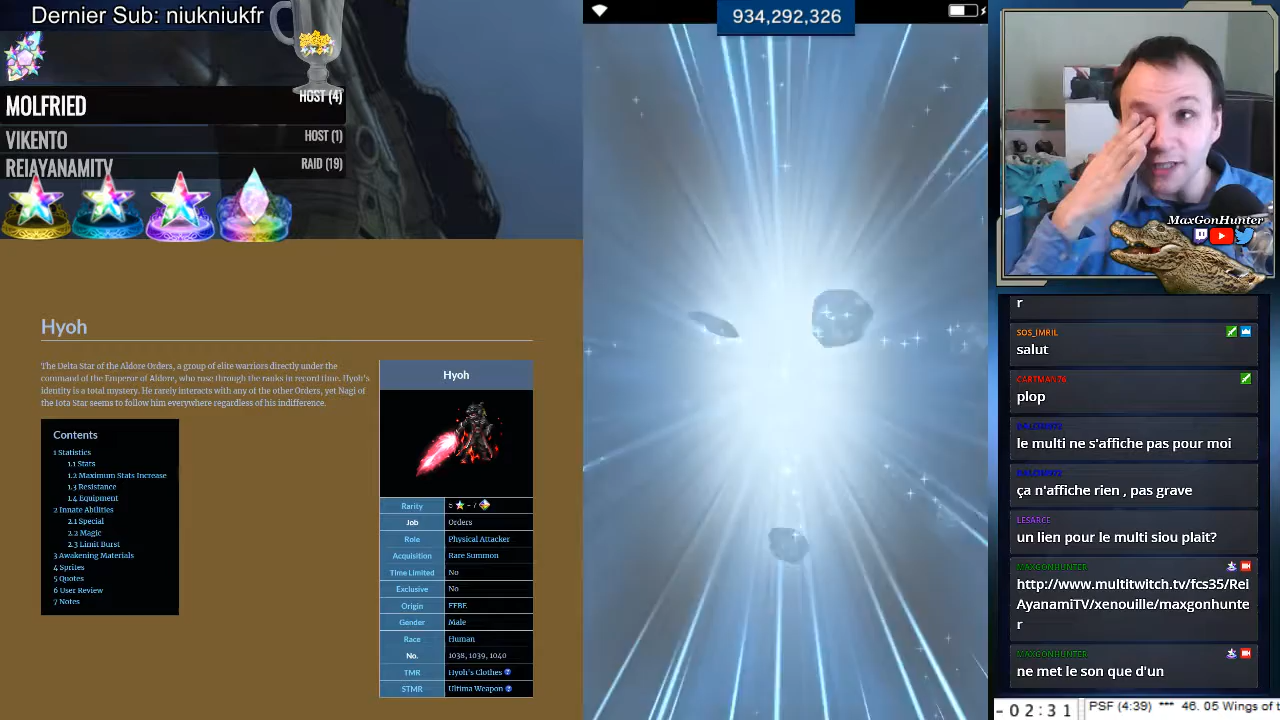 Dernier Sub: niukniukfr
MOLFRIED
HOST (4)
VIKENTO
HOST (1)
REIAYANAMITV
RAID (19)
Hyoh
The Delta Star of the Aldore Orders, a group of elite warriors directly under the
command of the Emperor of Aldore, who rose through the ranks in record time. Hyoh's
identity is a total mystery. He rarely interacts with any of the other Orders, yet Nagi of
the Iota Star seems to follow him everywhere regardless of his indifference.
Contents
1 Statistics
1.1 Stars
1.2 Maximum Stats Increase
1.3 Resistance
1.4 Equipment
2 Innate Abilities
2.1 Special
2.2 Magic
2.3 Limit Burst
3 Awakening Materials
4 Sprites
5 Quotes
6 User Review
7 Notes
Hyoh
Rarity 5 - 7
Job Orders
Role Physical Attacker
Acquisition Rare Summon
Time Limited No
Exclusive No
Origin FFBE
Gender Male
Race Human
No. 1038, 1039, 1040
TMR Hyoh's Clothes ?
STMR Ultima Weapon ?
934,292,326
MaxGonHunter
r
SOS_IMRIL
salut
CARTMAN76
plop
le multi ne s'affiche pas pour moi
ça n'affiche rien , pas grave
LESARCE
un lien pour le multi siou plait?
MAXGONHUNTER
http://www.multitwitch.tv/fcs35/Rei
AyanamiTV/xenouille/maxgonhunte
r
MAXGONHUNTER
ne met le son que d'un
-02:31
PSF (4:39) *** 46. 05 Wings of t